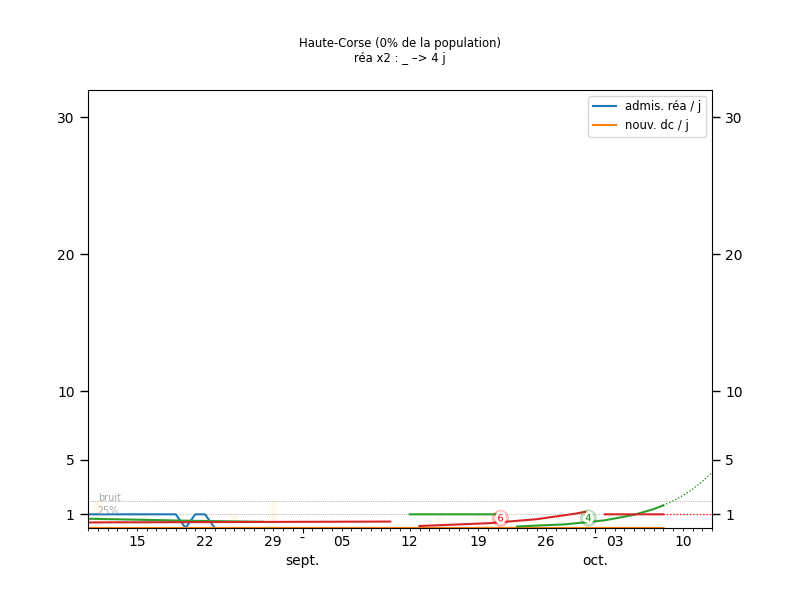 Haute-Corse (0% de la population)
réa x2 : _ –> 4 j
admis. réa / j
nouv. dc / j
30 30
20 20
10 10
5 5
1 1
bruit
25%
6 4
15 22 29 - 05 12 19 26 - 03 10
sept. oct.